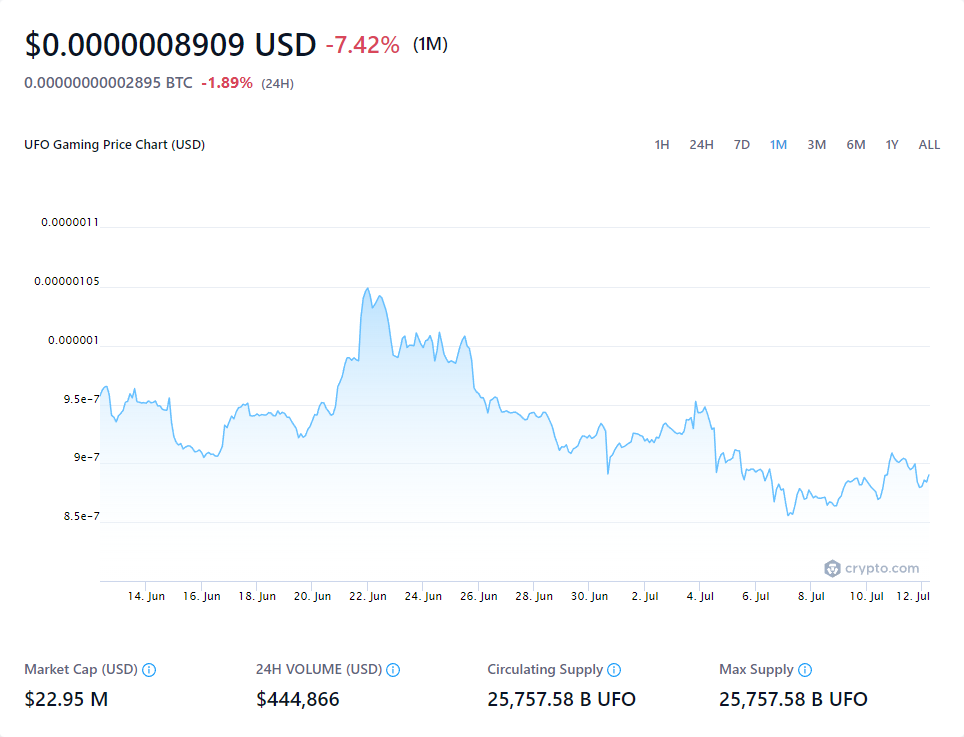 $0.0000008909 USD -7.42% (1M)
0.00000000002895 BTC -1.89% (24H)
UFO Gaming Price Chart (USD) 1H 24H 7D 1M 3M 6M 1Y ALL
0.0000011
0.00000105
0.000001
9.5e-7
9e-7
8.5e-7
crypto.com
14. Jun 16. Jun 18. Jun 20. Jun 22. Jun 24. Jun 26. Jun 28. Jun 30. Jun 2. Jul 4. Jul 6. Jul 8. Jul 10. Jul 12. Jul
Market Cap (USD) 24H VOLUME (USD) Circulating Supply Max Supply
$22.95 M $444,866 25,757.58 B UFO 25,757.58 B UFO